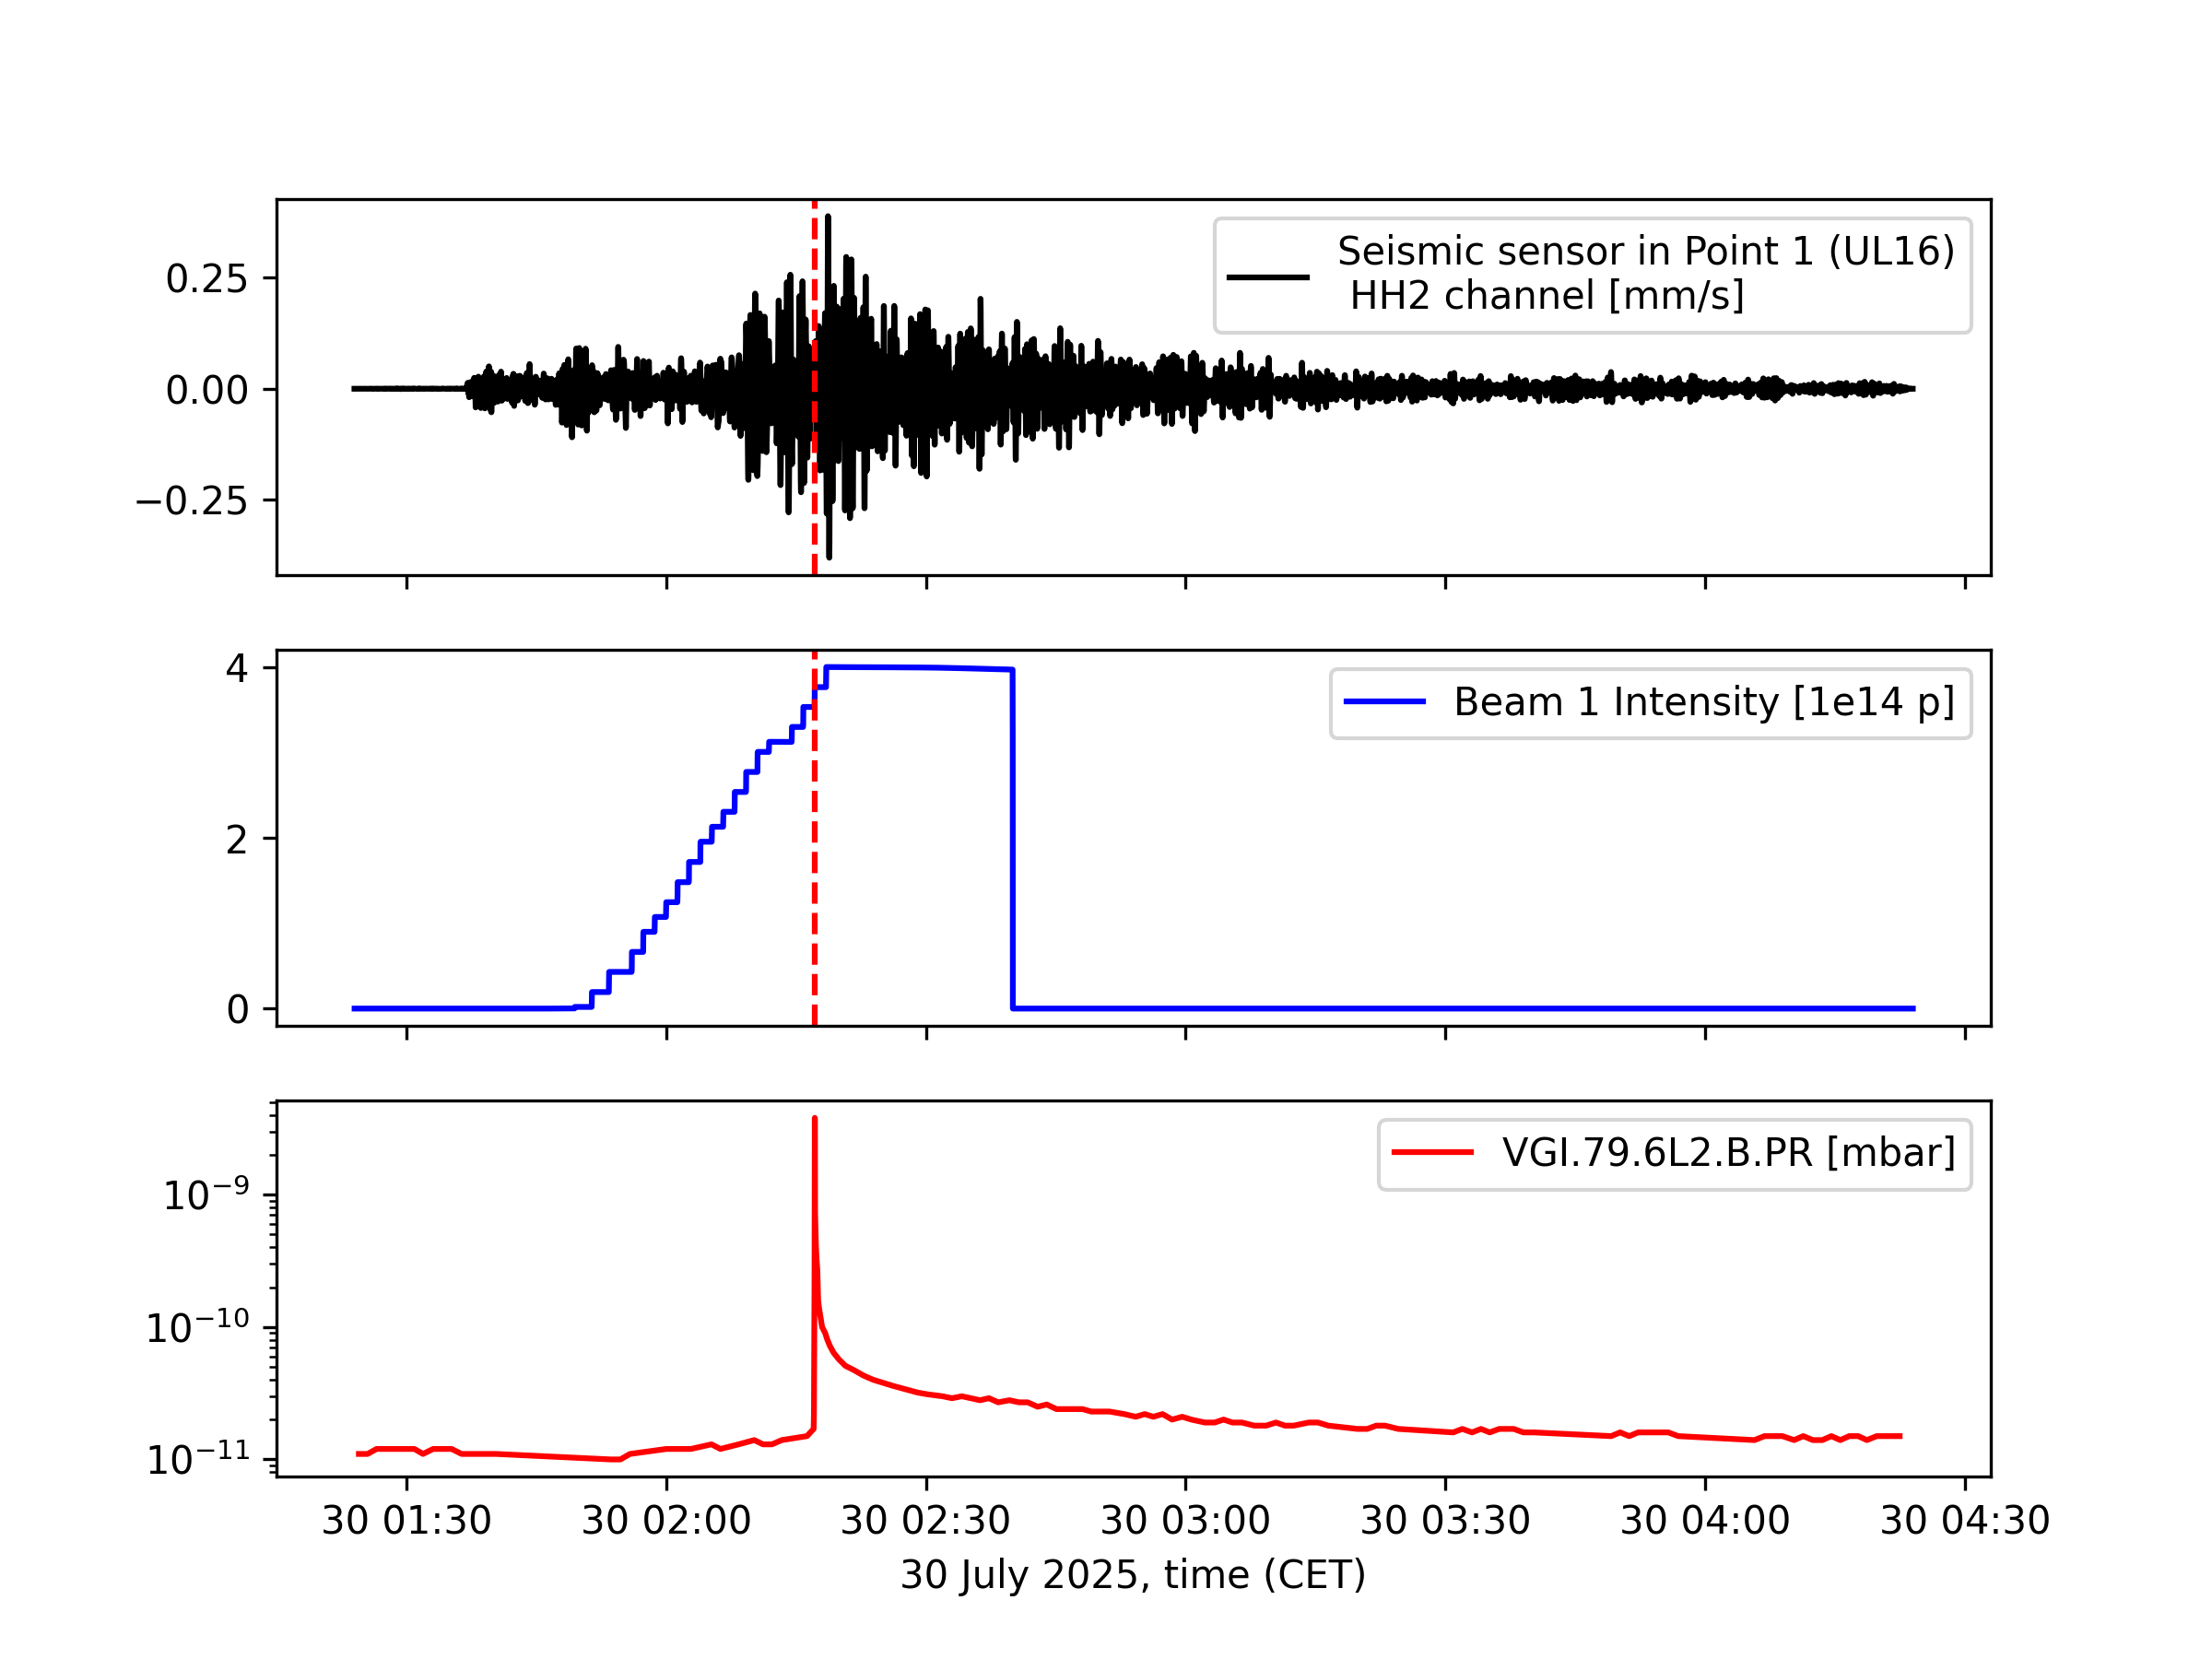 Seismic sensor in Point 1 (UL16)
HH2 channel [mm/s]
0.25
0.00
−0.25
Beam 1 Intensity [1e14 p]
4
2
0
VGI.79.6L2.B.PR [mbar]
10⁻⁹
10⁻¹⁰
10⁻¹¹
30 01:30 30 02:00 30 02:30 30 03:00 30 03:30 30 04:00 30 04:30
30 July 2025, time (CET)